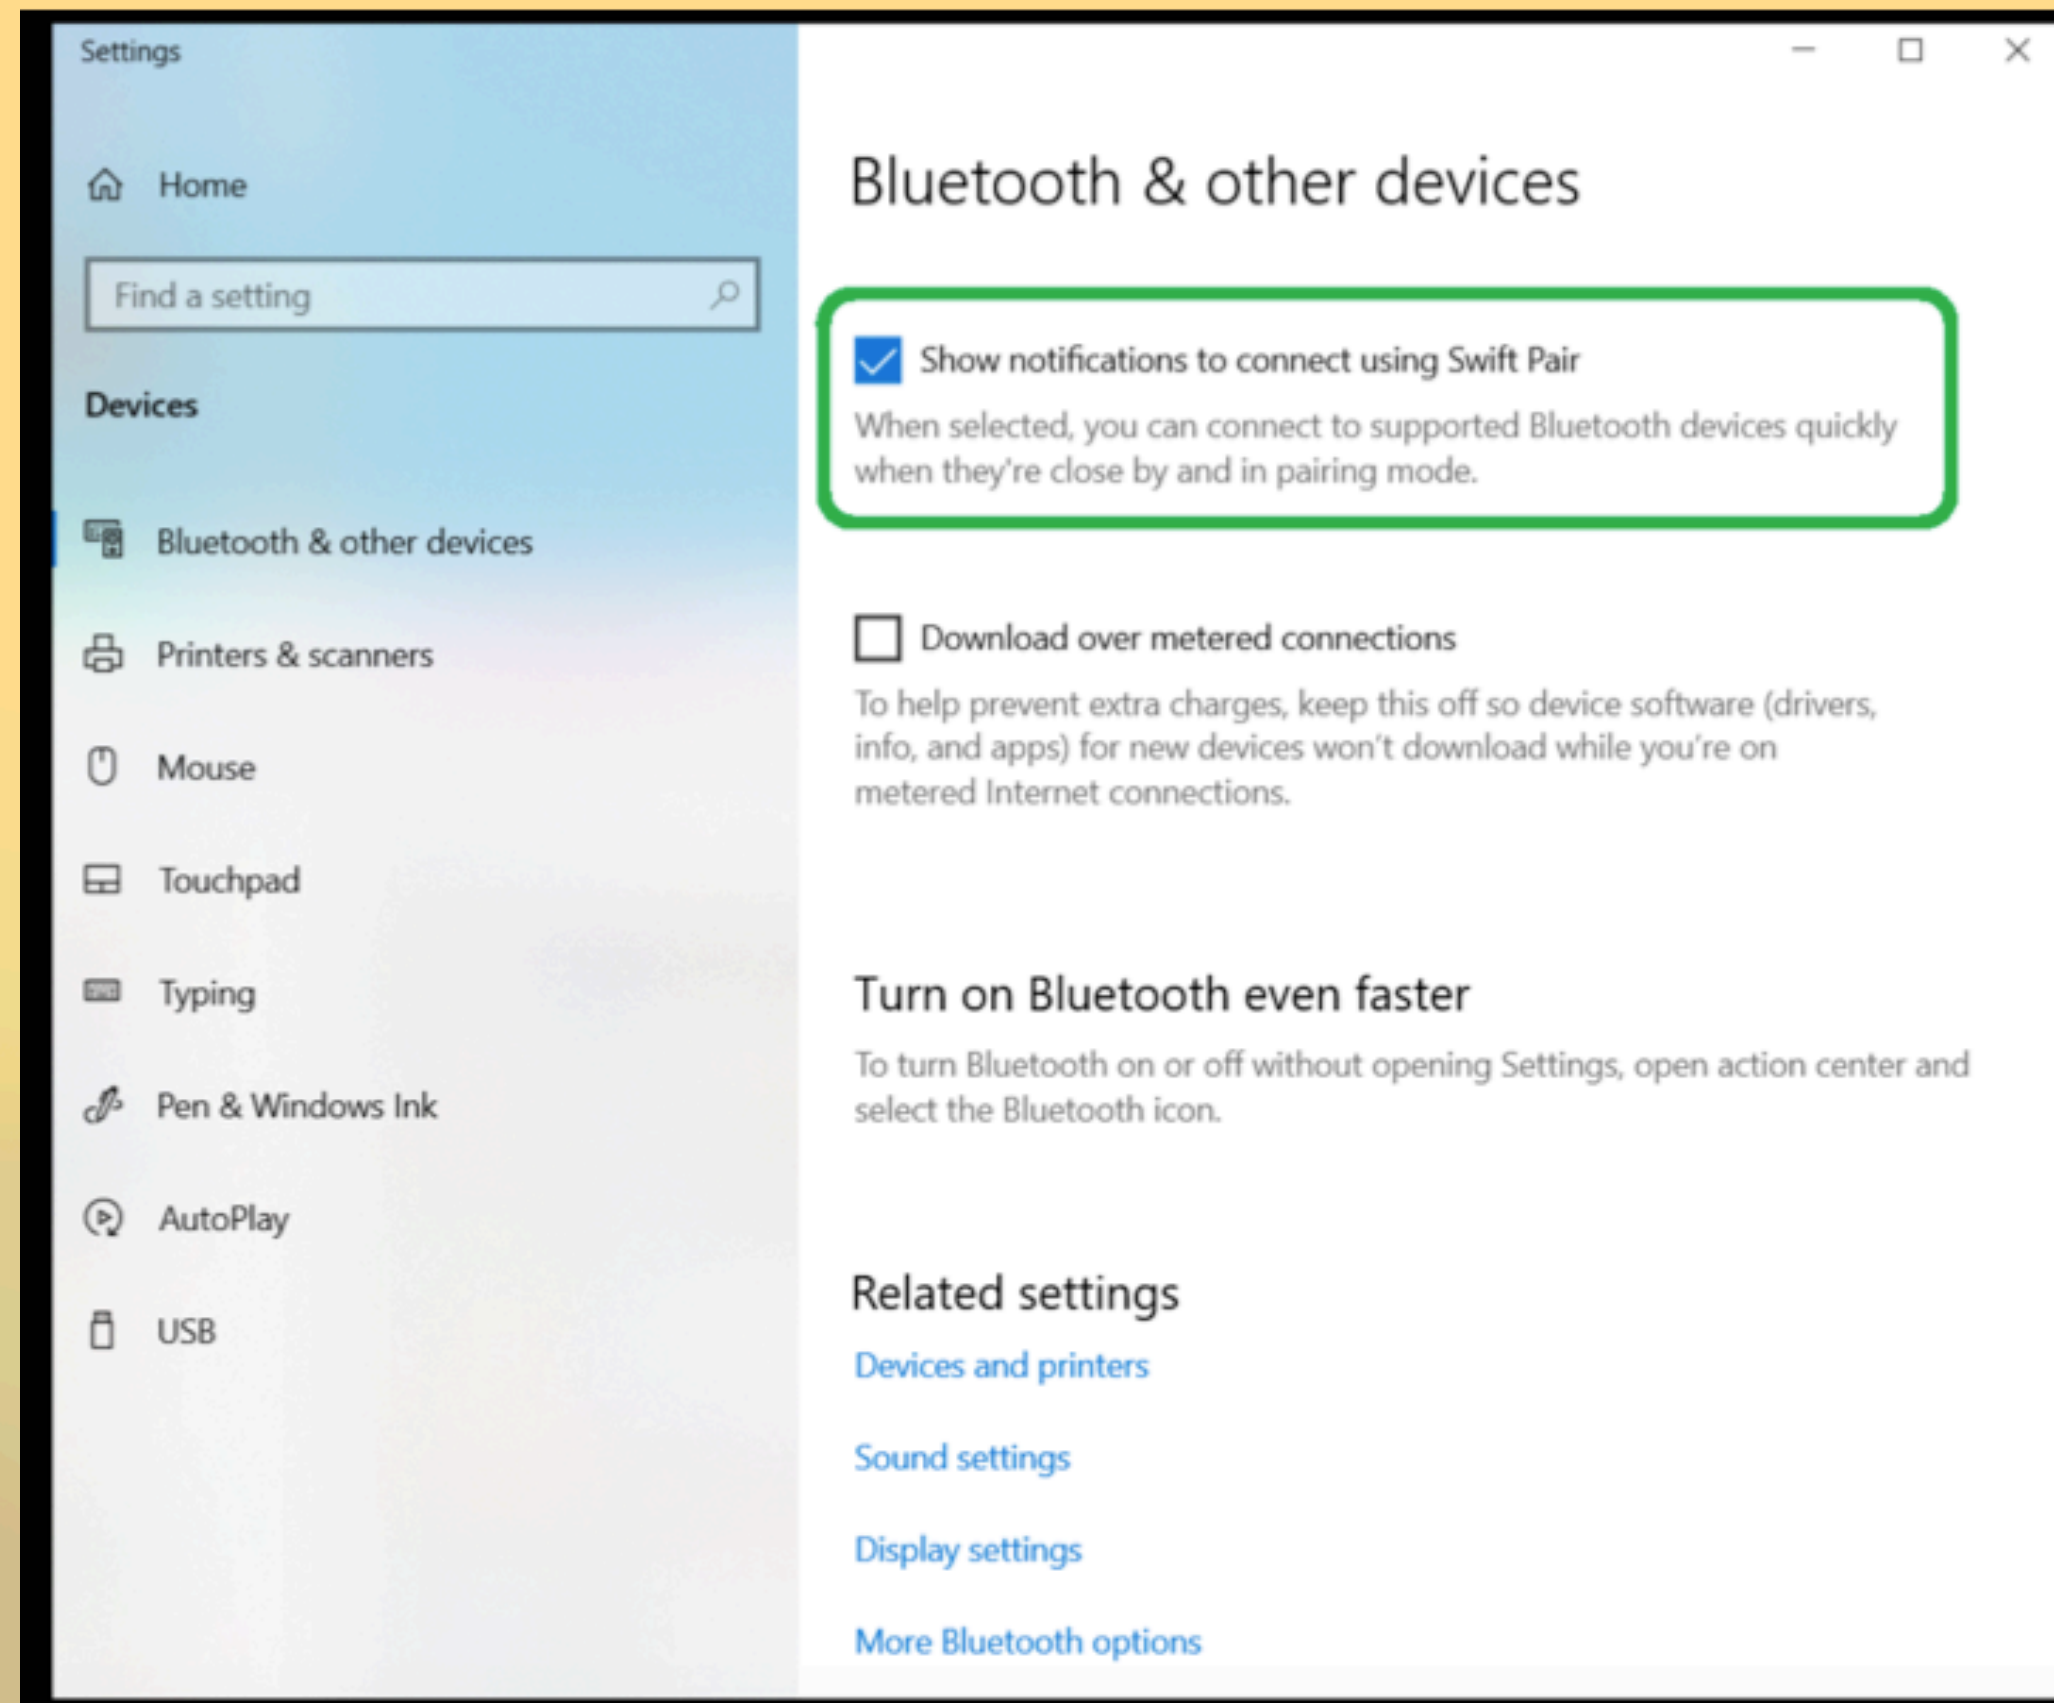 Settings
Home
Find a setting
Devices
Bluetooth & other devices
Printers & scanners
Mouse
Touchpad
Typing
Pen & Windows Ink
AutoPlay
USB
Bluetooth & other devices
Show notifications to connect using Swift Pair
When selected, you can connect to supported Bluetooth devices quickly
when they're close by and in pairing mode.
Download over metered connections
To help prevent extra charges, keep this off so device software (drivers,
info, and apps) for new devices won't download while you're on
metered Internet connections.
Turn on Bluetooth even faster
To turn Bluetooth on or off without opening Settings, open action center and
select the Bluetooth icon.
Related settings
Devices and printers
Sound settings
Display settings
More Bluetooth options